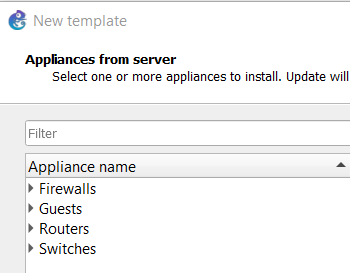 New template
Appliances from server
Select one or more appliances to install. Update will
Filter
Appliance name
Firewalls
Guests
Routers
Switches